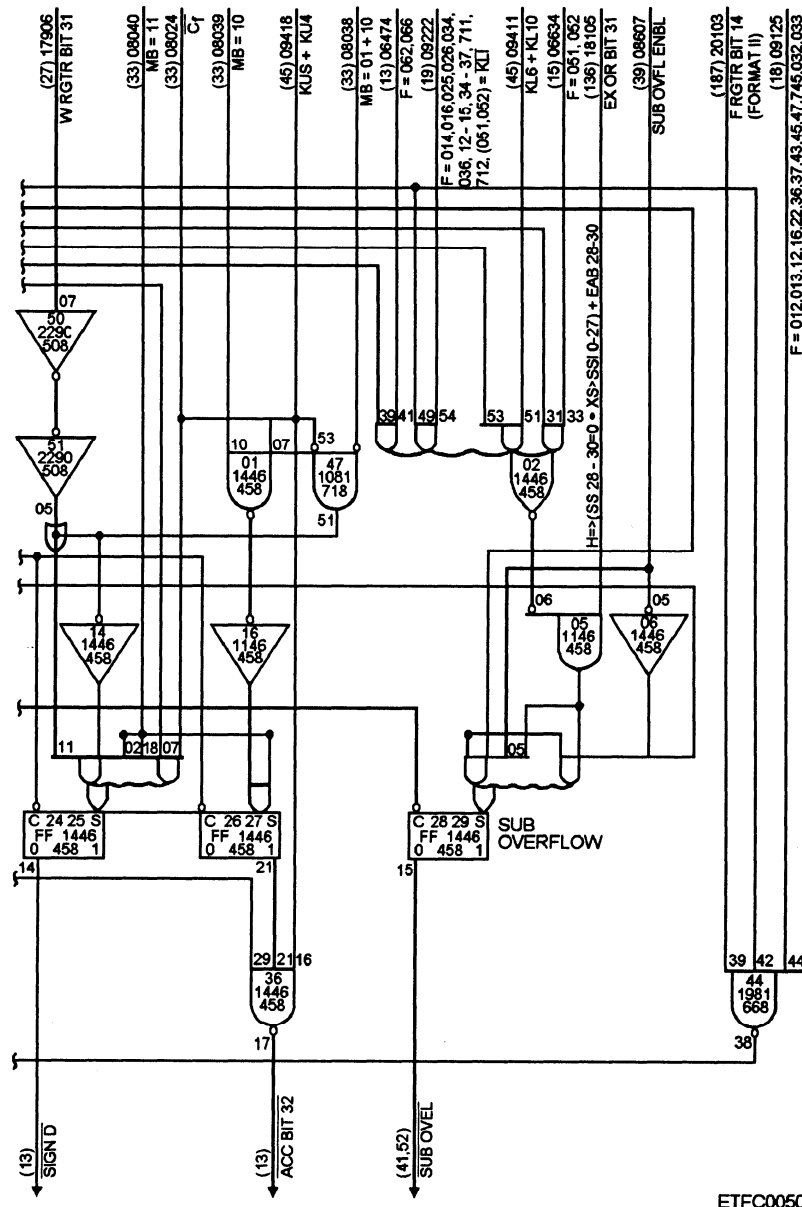 (27) 17906
W RGTR BIT 31
(33) 08040
MB = 11
(33) 08024
Cf
(33) 08039
MB = 10
(45) 09418
KUS + KU4
(33) 08038
MB = 01 + 10
(13) 06474
F = 062,066
(19) 09222
F = 014,016,025,026,034,
036, 12 - 15, 34 - 37, 711,
712, (051,052) = KLT
(45) 09411
KL6 + KL10
(15) 06634
F = 051, 052
(136) 18105
EX OR BIT 31
(39) 08607
SUB OVFL ENBL
(187) 20103
F RGTR BIT 14
(FORMAT II)
(18) 09125
F = 012,013.12,16.22.36,37.43.45.47.745.032,033
H=>(SS 28 - 30=0 • XS>SSI 0-27) + EAB 28-30
07
50
2290
508
51
2290
508
05
10
07
53
01
1446
458
47
1081
718
51
39
41
49
54
53
51
31
33
02
1446
458
14
1446
458
16
1146
458
06
05
1146
458
05
06
1446
458
11
02
18
07
05
C 24 25 S
FF 1446
0 458 1
C 26 27 S
FF 1446
0 458 1
C 28 29 S
FF 1446
0 458 1
SUB
OVERFLOW
14
21
15
29
21
16
36
1446
458
17
39
42
44
44
1981
668
38
(13)
SIGN D
(13)
ACC BIT 32
(41,52)
SUB OVEL
ETFC0050